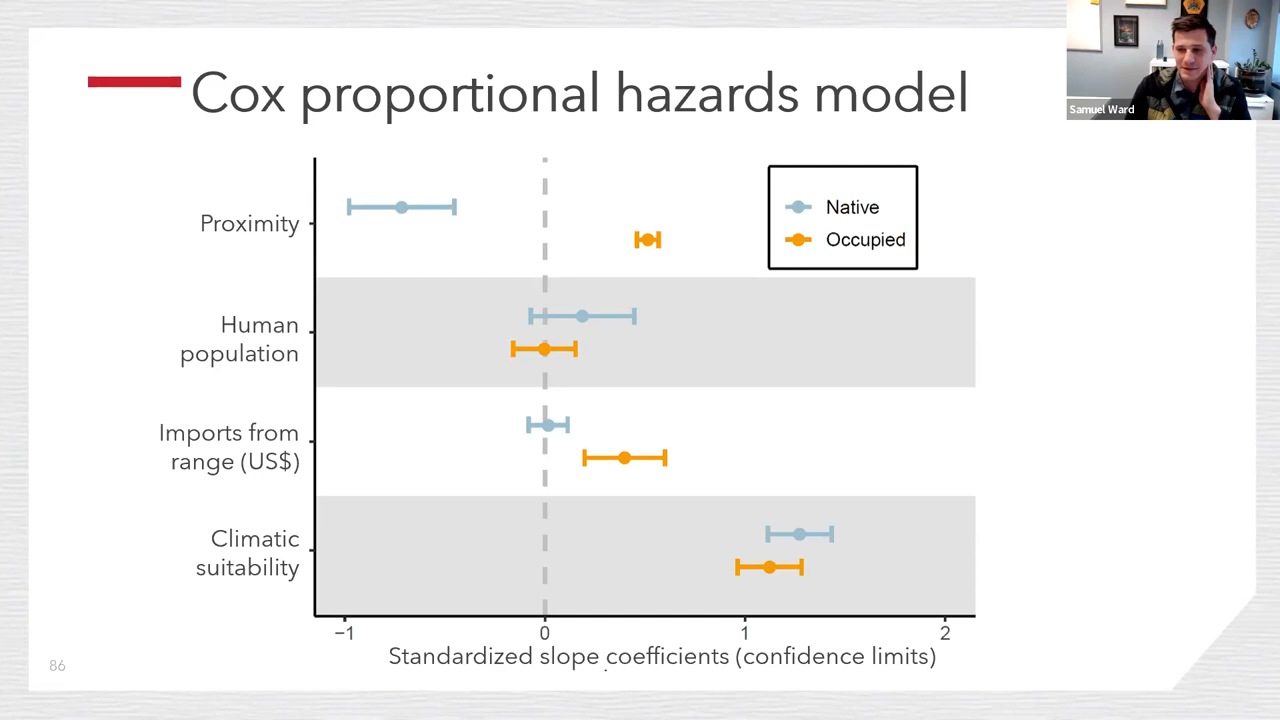 Cox proportional hazards model
Samuel Ward
Native
Occupied
Proximity
Human
population
Imports from
range (US$)
Climatic
suitability
−1
0
1
2
Standardized slope coefficients (confidence limits)
86